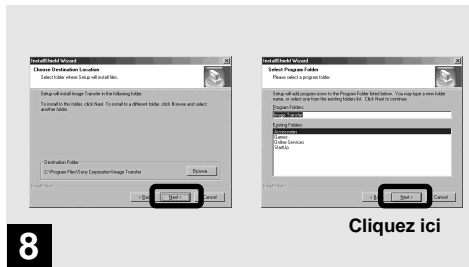 InstallShield Wizard
Choose Destination Location
Select folder where Setup will install files.
Setup will install Image Transfer in the following folder.
To install to this folder, click Next. To install to a different folder, click Browse and select
another folder.
Destination Folder
C:\Program Files\Sony Corporation\Image Transfer
Browse...
InstallShield
Next >
Cancel
InstallShield Wizard
Select Program Folder
Please select a program folder.
Setup will add program icons to the Program Folder listed below. You may type a new folder
name, or select one from the existing folders list. Click Next to continue.
Program Folders:
Image Transfer
Existing Folders:
Accessories
Games
Online Services
StartUp
InstallShield
Next >
Cancel
Cliquez ici
8